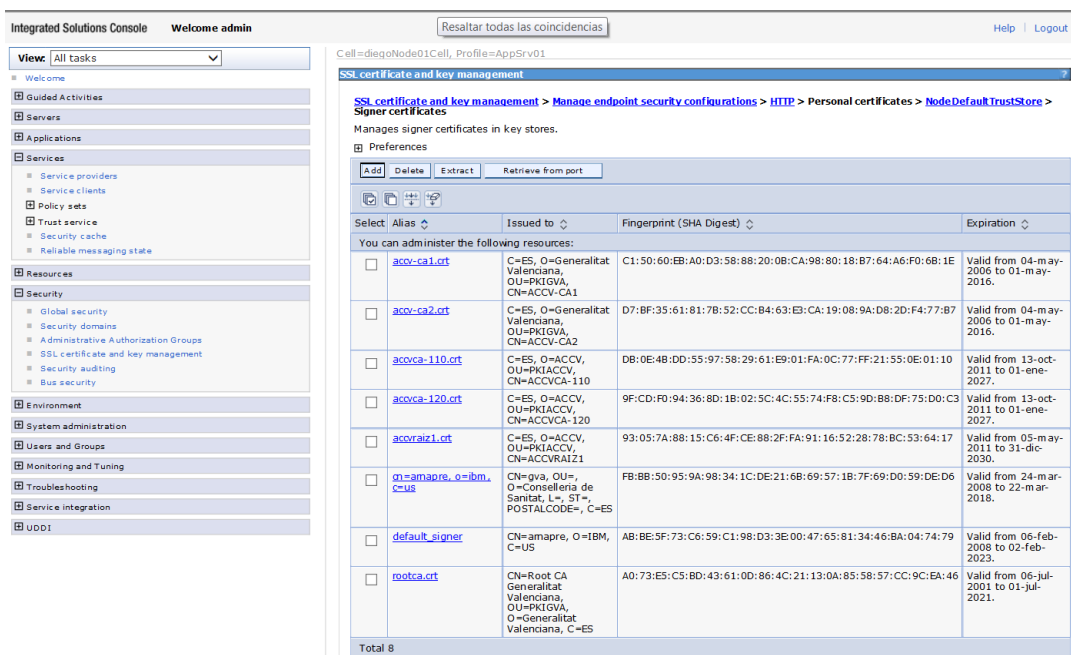 Integrated Solutions Console Welcome admin
Resaltar todas las coincidencias
Help | Logout
View: All tasks
Welcome
Guided Activities
Servers
Applications
Services
Service providers
Service clients
Policy sets
Trust service
Security cache
Reliable messaging state
Resources
Security
Global security
Security domains
Administrative Authorization Groups
SSL certificate and key management
Security auditing
Bus security
Environment
System administration
Users and Groups
Monitoring and Tuning
Troubleshooting
Service integration
UDDI
Cell=diegoNode01Cell, Profile=AppSrv01
SSL certificate and key management ?
SSL certificate and key management > Manage endpoint security configurations > HTTP > Personal certificates > NodeDefaultTrustStore >
Signer certificates
Manages signer certificates in key stores.
Preferences
Add Delete Extract Retrieve from port
Select Alias Issued to Fingerprint (SHA Digest) Expiration
You can administer the following resources:
accv-ca1.crt C=ES, O=Generalitat C1:50:60:EB:A0:D3:58:88:20:0B:CA:98:80:18:B7:64:A6:F0:6B:1E Valid from 04-may-
Valenciana, 2006 to 01-may-
OU=PKIGVA, 2016.
CN=ACCV-CA1
accv-ca2.crt C=ES, O=Generalitat D7:BF:35:61:81:7B:52:CC:B4:63:E3:CA:19:08:9A:D8:2D:F4:77:B7 Valid from 04-may-
Valenciana, 2006 to 01-may-
OU=PKIGVA, 2016.
CN=ACCV-CA2
accvca-110.crt C=ES, O=ACCV, DB:0E:4B:DD:55:97:58:29:61:E9:01:FA:0C:77:FF:21:55:0E:01:10 Valid from 13-oct-
OU=PKIACCV, 2011 to 01-ene-
CN=ACCVCA-110 2027.
accvca-120.crt C=ES, O=ACCV, 9F:CD:F0:94:36:8D:1B:02:5C:4C:55:74:F8:C5:9D:B8:DF:75:D0:C3 Valid from 13-oct-
OU=PKIACCV, 2011 to 01-ene-
CN=ACCVCA-120 2027.
accvraiz1.crt C=ES, O=ACCV, 93:05:7A:88:15:C6:4F:CE:88:2F:FA:91:16:52:28:78:BC:53:64:17 Valid from 05-may-
OU=PKIACCV, 2011 to 31-dic-
CN=ACCVRAIZ1 2030.
cn=amapre, o=ibm, CN=gva, OU=, FB:BB:50:95:9A:98:34:1C:DE:21:6B:69:57:1B:7F:69:D0:59:DE:D6 Valid from 24-mar-
c=us O=Conselleria de 2008 to 22-mar-
Sanitat, L=, ST=, 2018.
POSTALCODE=, C=ES
default_signer CN=amapre, O=IBM, AB:BE:5F:73:C6:59:C1:98:D3:3E:00:47:65:81:34:46:BA:04:74:79 Valid from 06-feb-
C=US 2008 to 02-feb-
2023.
rootca.crt CN=Root CA A0:73:E5:C5:BD:43:61:0D:86:4C:21:13:0A:85:58:57:CC:9C:EA:46 Valid from 06-jul-
Generalitat 2001 to 01-jul-
Valenciana, 2021.
OU=PKIGVA,
O=Generalitat
Valenciana, C=ES
Total 8